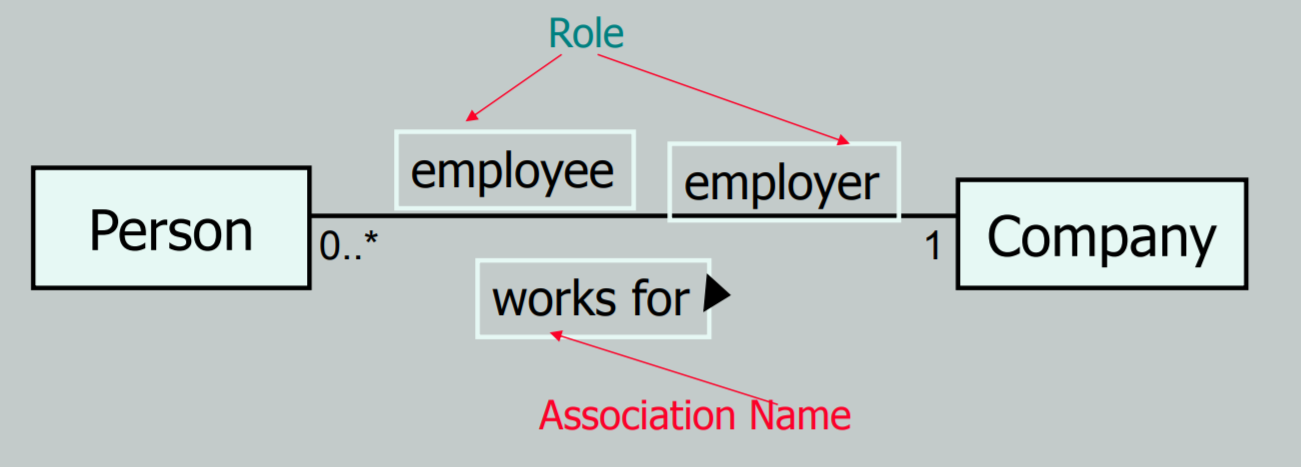 Role
employee
employer
Person
Company
0..*
1
works for
Association Name